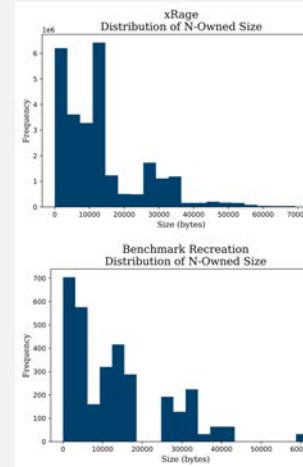 xRage
Distribution of N-Owned Size
1e6
6
5
4
3
2
1
0
Frequency
0 10000 20000 30000 40000 50000 60000
Size (bytes)
Benchmark Recreation
Distribution of N-Owned Size
700
600
500
400
300
200
100
0
Frequency
0 10000 20000 30000 40000 50000
Size (bytes)